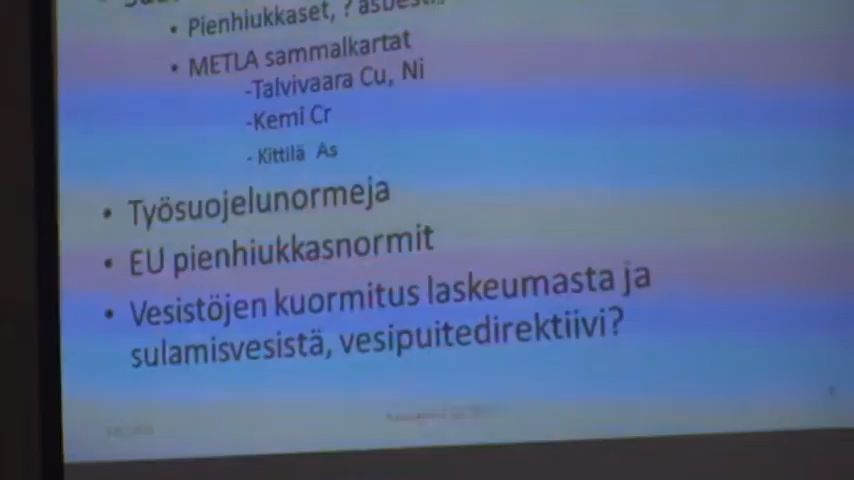 • Pienhiukkaset, ?
• METLA sammalkartat
-Talvivaara Cu, Ni
-Kemi Cr
- Kittilä As
• Työsuojelunormeja
• EU pienhiukkasnormit
• Vesistöjen kuormitus laskeumasta ja
sulamisvesistä, vesipuitedirektiivi?